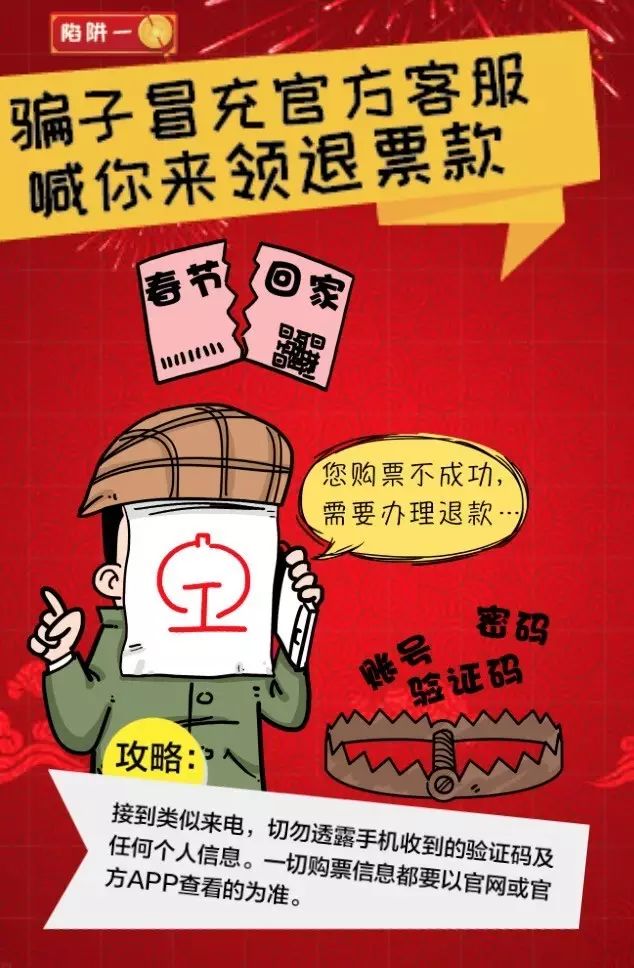 陷阱一
骗子冒充官方客服
喊你来领退票款
春节 回家
您购票不成功，
需要办理退款…
密码
账号
验证码
攻略：
接到类似来电，切勿透露手机收到的验证码及
任何个人信息。一切购票信息都要以官网或官
方APP查看的为准。